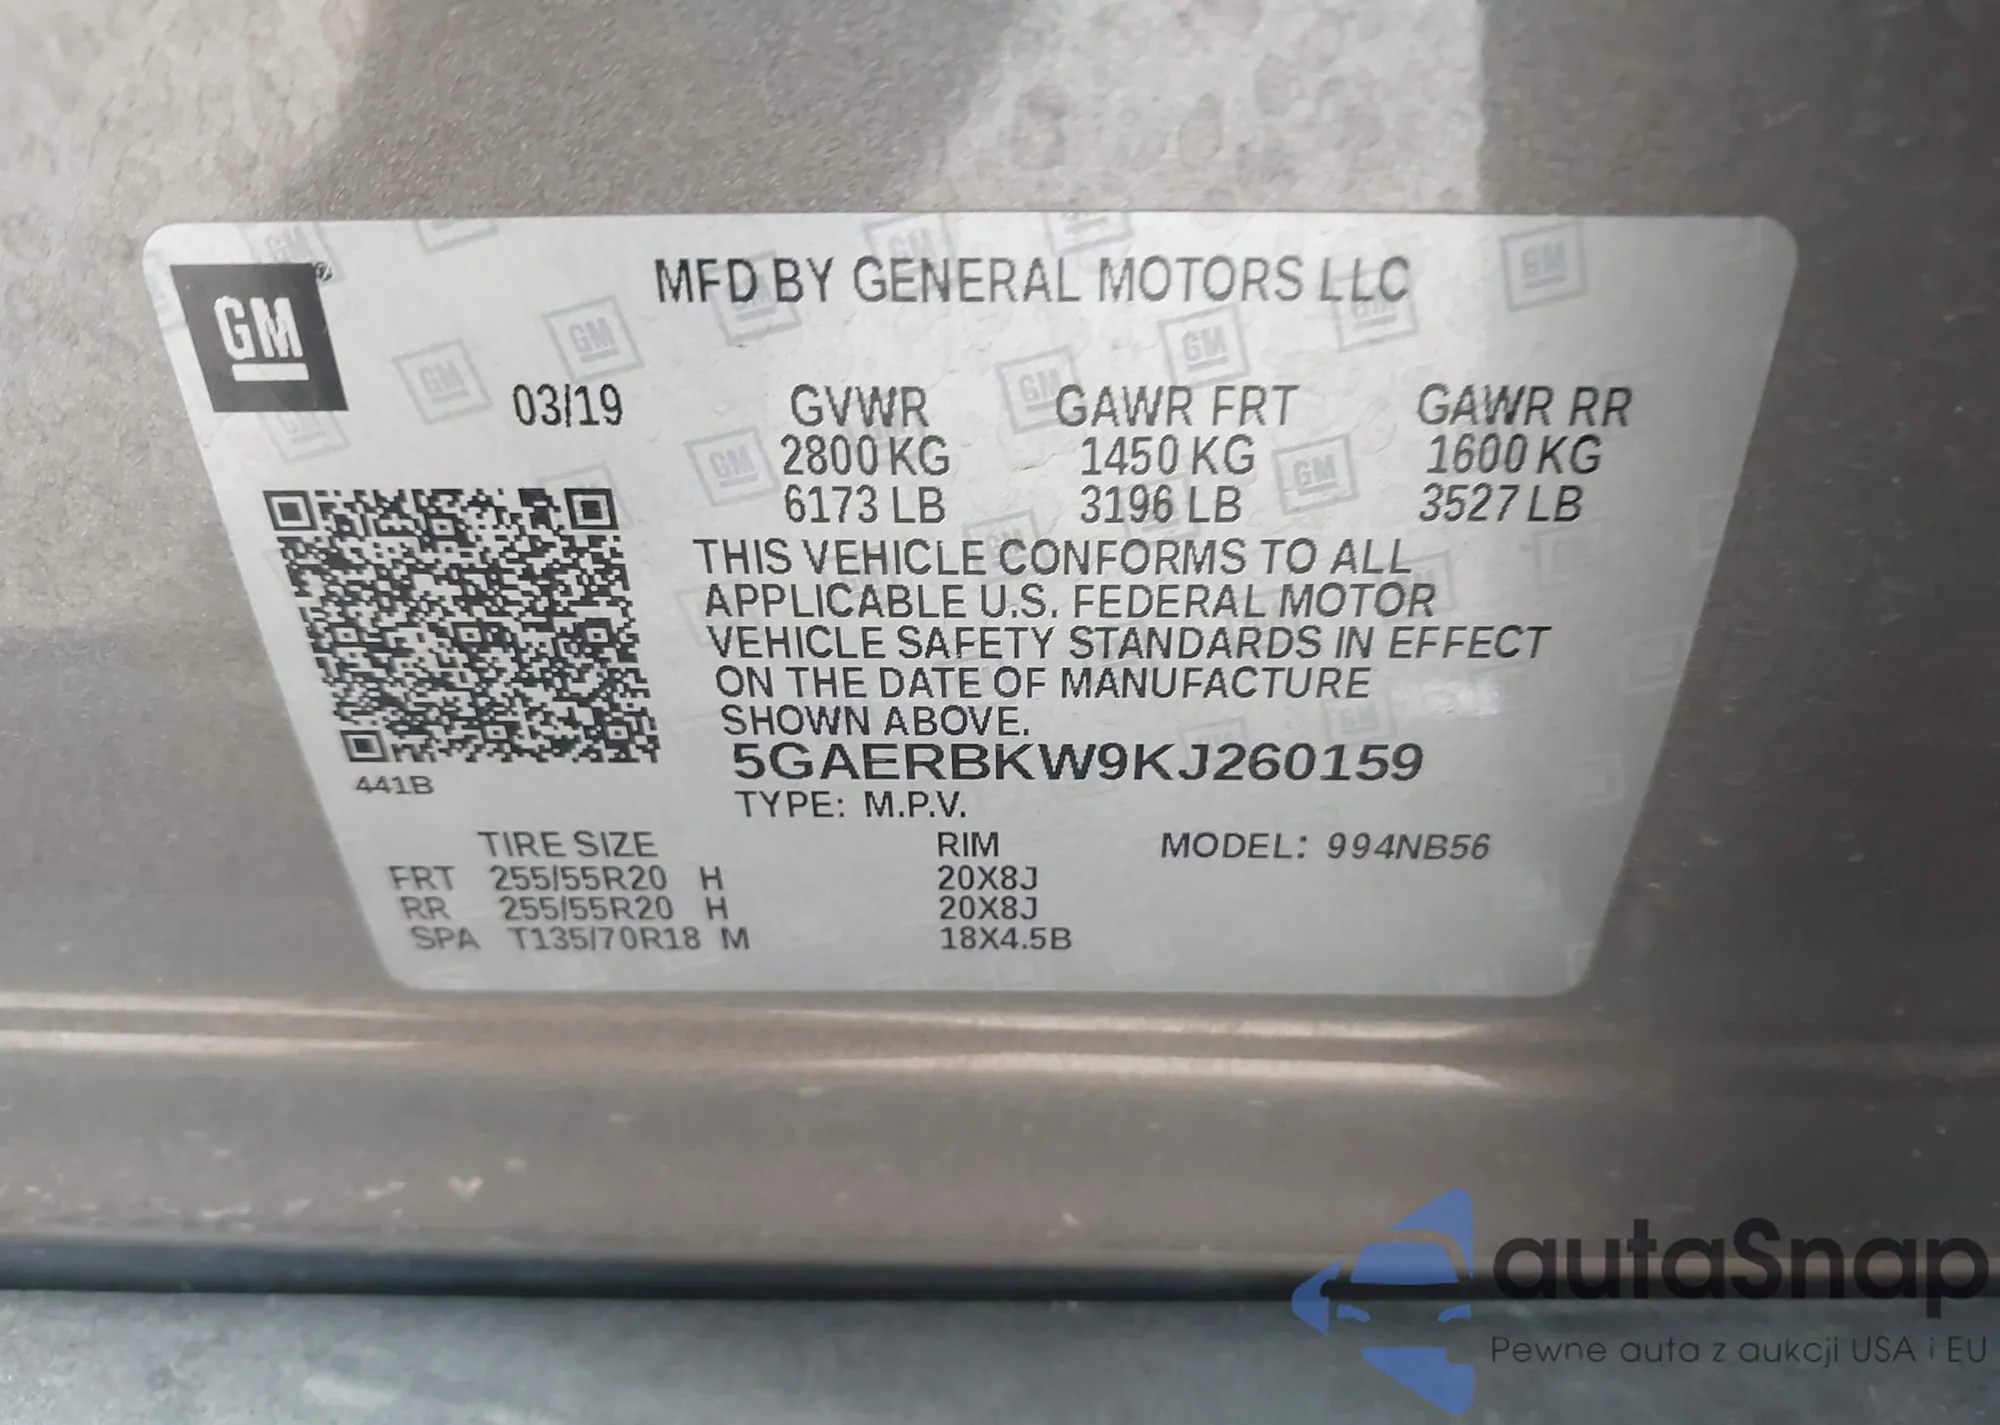 GM
MFD BY GENERAL MOTORS LLC
03/19 GVWR GAWR FRT GAWR RR
2800 KG 1450 KG 1600 KG
6173 LB 3196 LB 3527 LB
THIS VEHICLE CONFORMS TO ALL
APPLICABLE U.S. FEDERAL MOTOR
VEHICLE SAFETY STANDARDS IN EFFECT
ON THE DATE OF MANUFACTURE
SHOWN ABOVE.
5GAERBKW9KJ260159
441B
TYPE: M.P.V.
TIRE SIZE RIM MODEL: 994NB56
FRT 255/55R20 H 20X8J
RR 255/55R20 H 20X8J
SPA T135/70R18 M 18X4.5B
autaSnap
Pewne auta z aukcji USA i EU